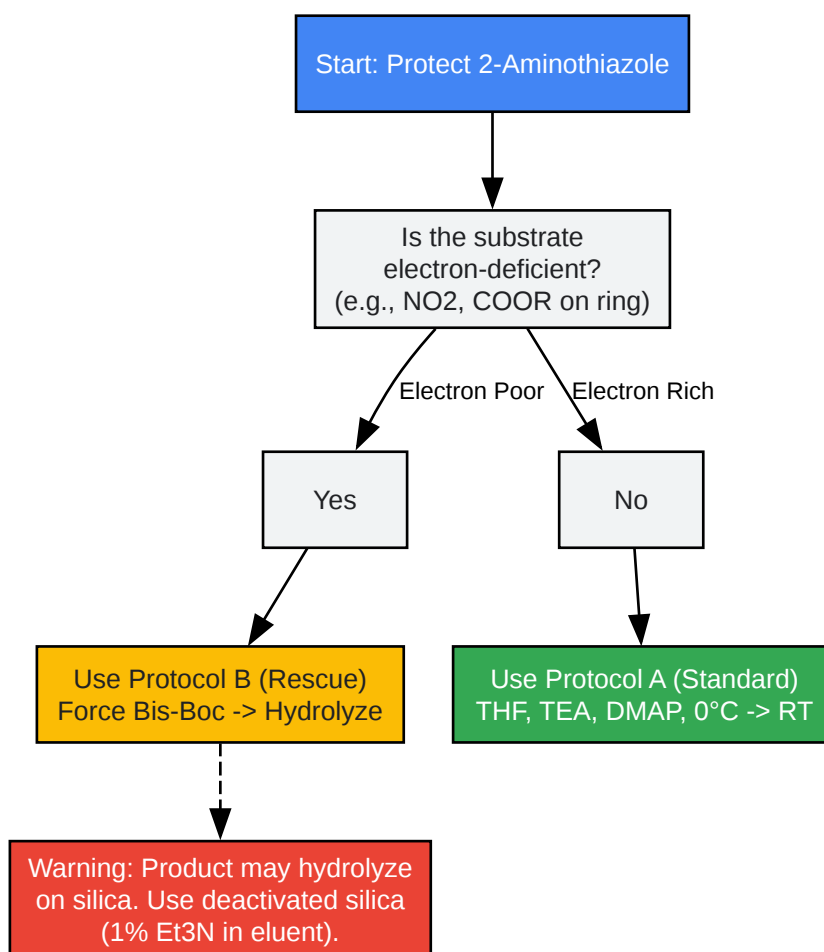 Start: Protect 2-Aminothiazole
Is the substrate
electron-deficient?
(e.g., NO2, COOR on ring)
Electron Poor
Electron Rich
Yes
No
Use Protocol B (Rescue)
Force Bis-Boc -> Hydrolyze
Use Protocol A (Standard)
THF, TEA, DMAP, 0°C -> RT
Warning: Product may hydrolyze
on silica. Use deactivated silica
(1% Et3N in eluent).